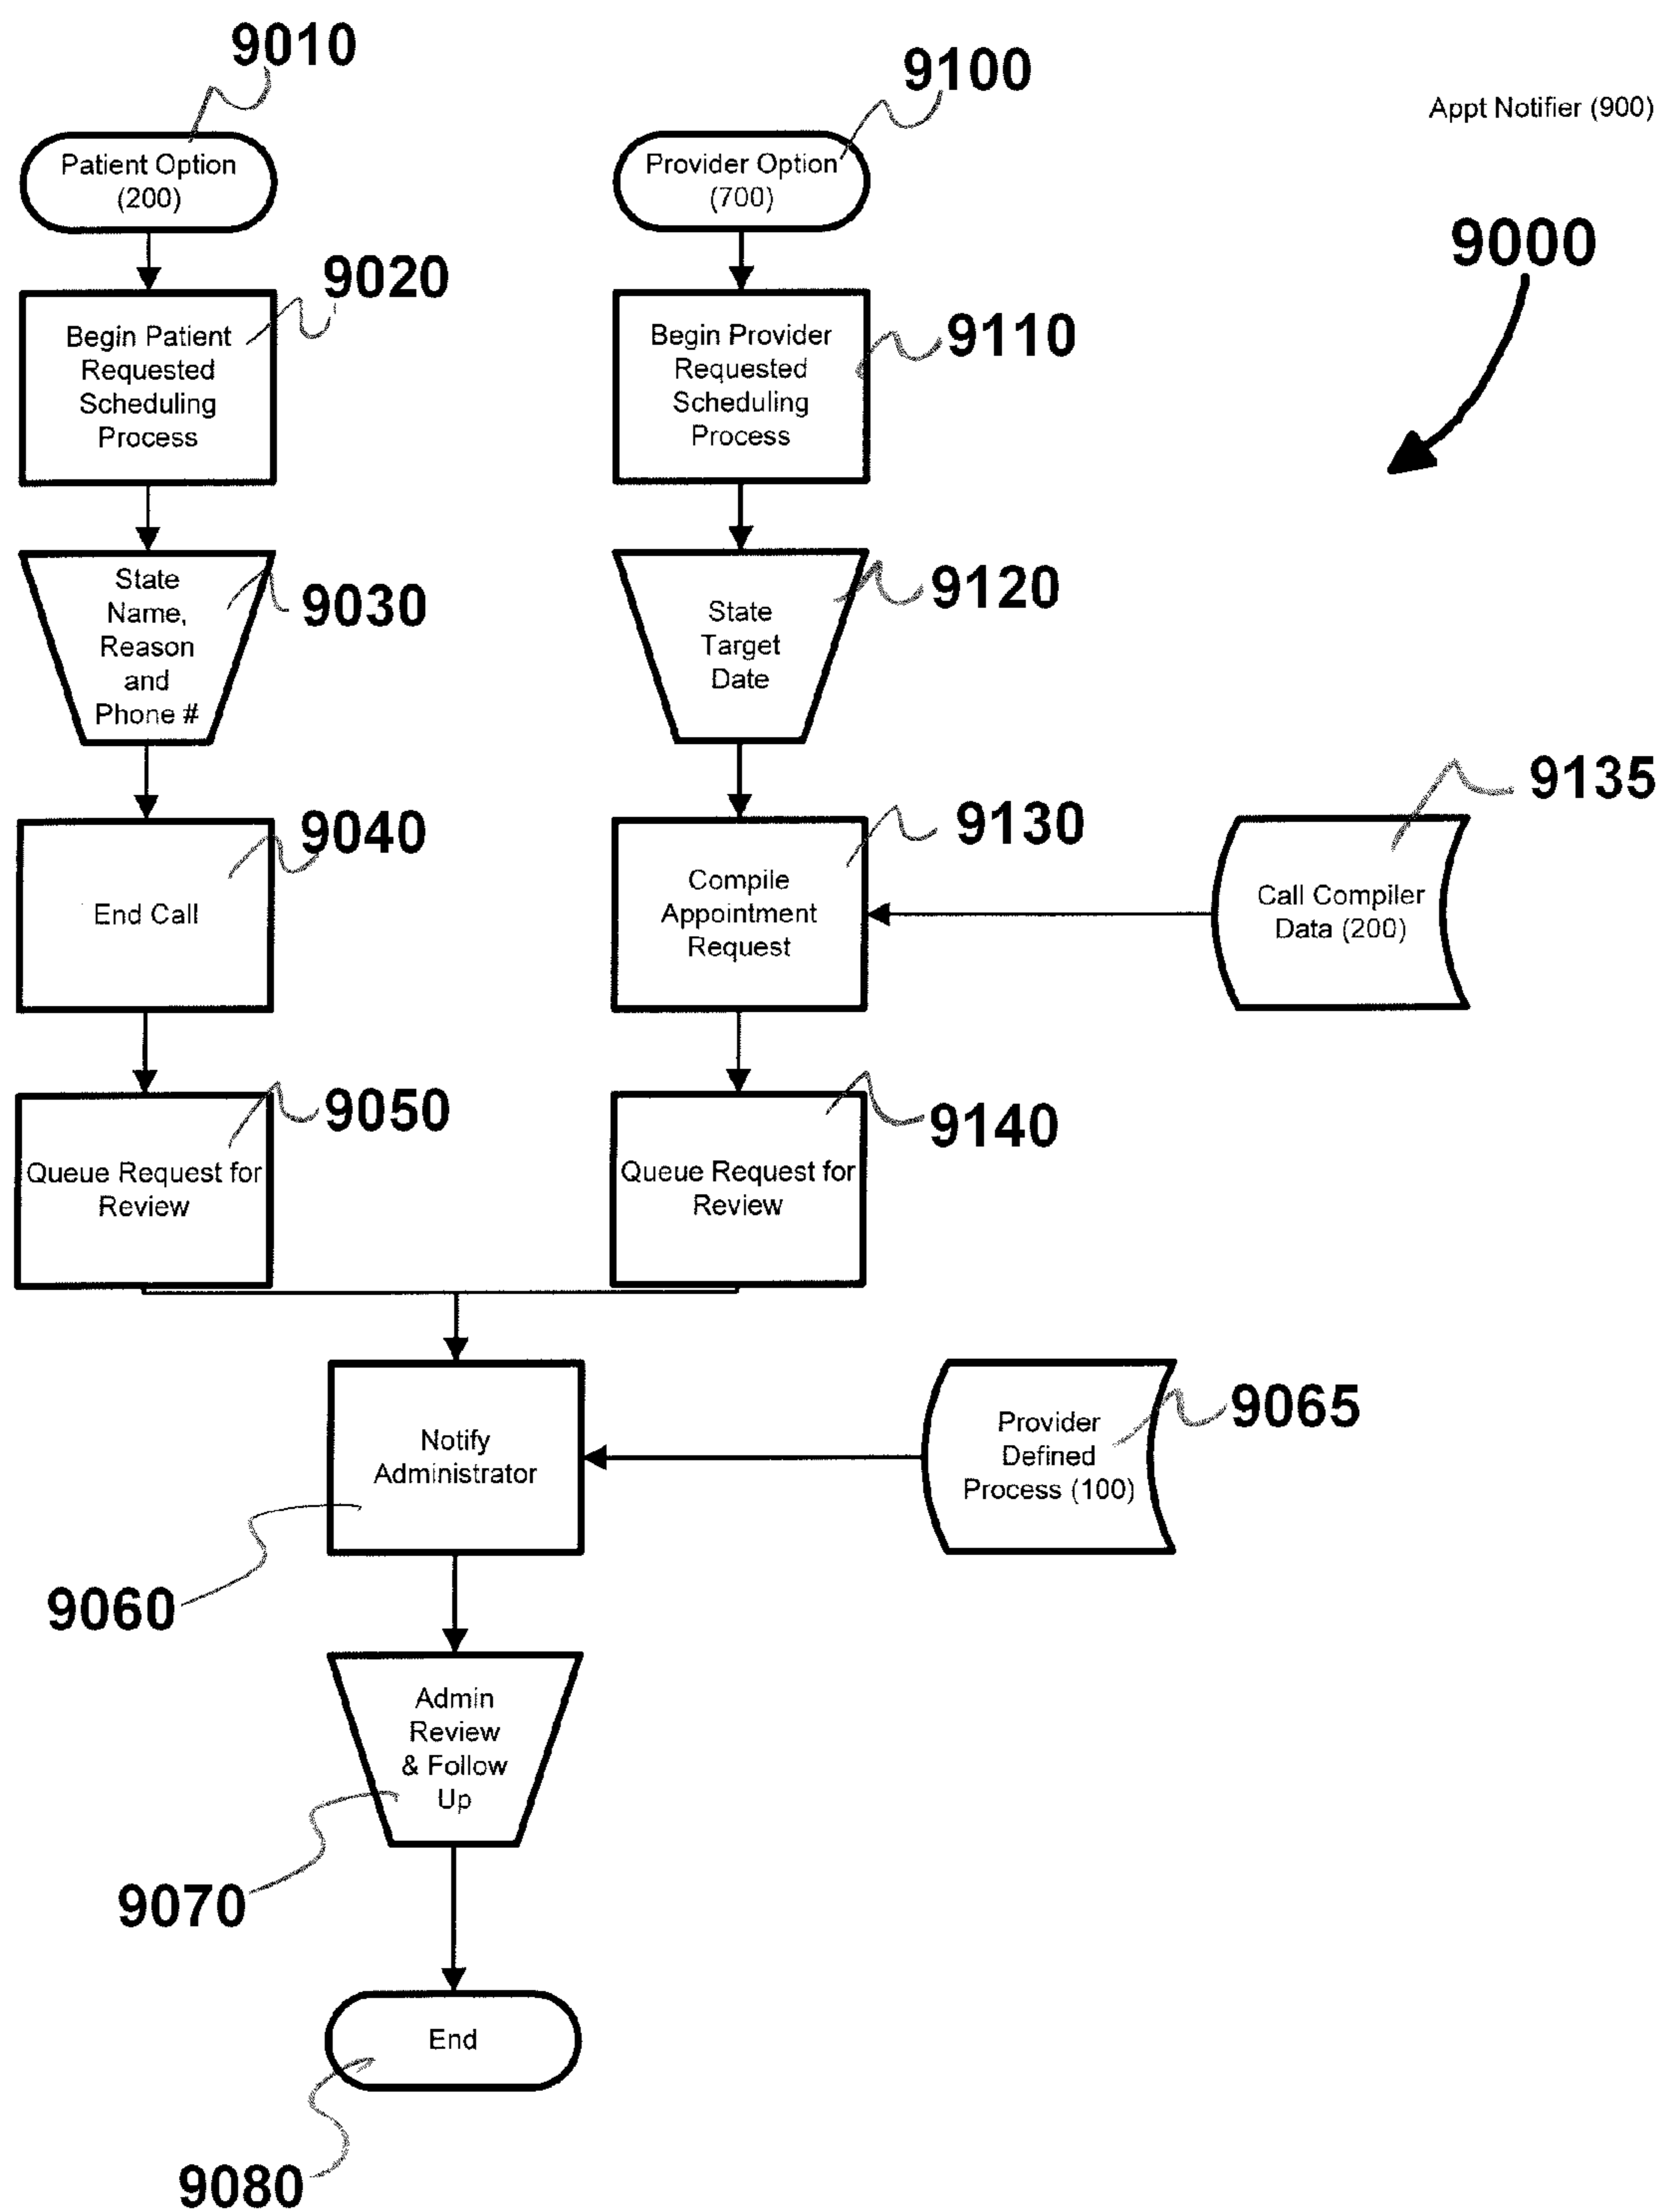 9010
9100
Appt Notifier (900)
Patient Option
(200)
Provider Option
(700)
9000
9020
Begin Patient
Requested
Scheduling
Process
Begin Provider
Requested
Scheduling
Process
9110
State
Name,
Reason
and
Phone #
9030
State
Target
Date
9120
9040
End Call
9130
Compile
Appointment
Request
9135
Call Compiler
Data (200)
9050
Queue Request for
Review
9140
Queue Request for
Review
Notify
Administrator
Provider
Defined
Process (100)
9065
9060
Admin
Review
& Follow
Up
9070
End
9080